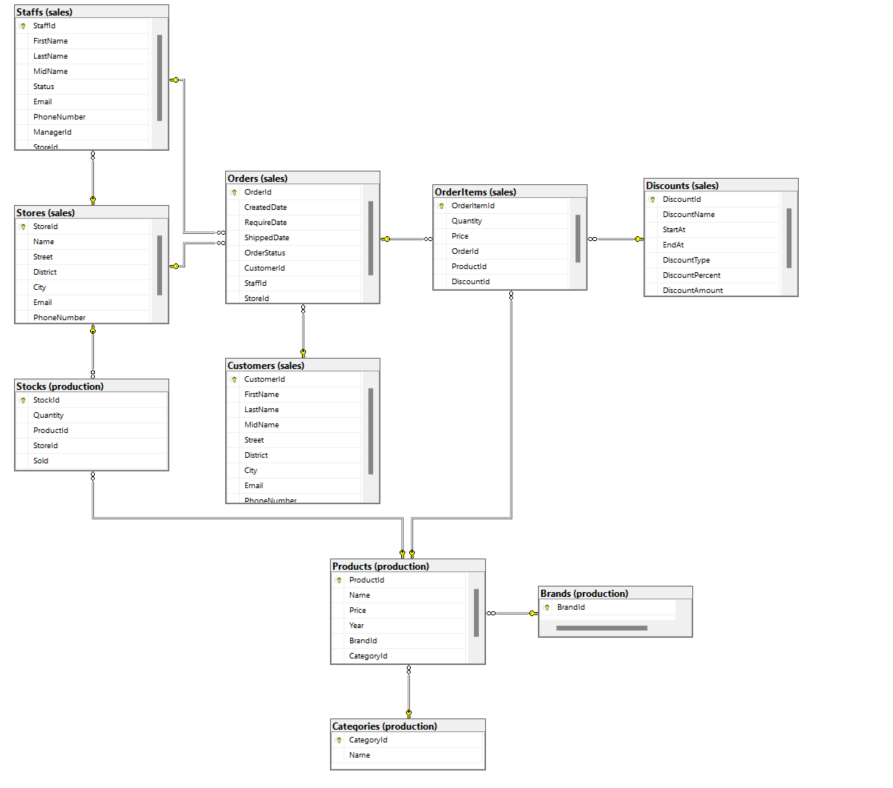 Staffs (sales)
StaffId
FirstName
LastName
MidName
Status
Email
PhoneNumber
ManagerId
StoreId
Stores (sales)
StoreId
Name
Street
District
City
Email
PhoneNumber
Stocks (production)
StockId
Quantity
ProductId
StoreId
Sold
Orders (sales)
OrderId
CreatedDate
RequireDate
ShippedDate
OrderStatus
CustomerId
StaffId
StoreId
Customers (sales)
CustomerId
FirstName
LastName
MidName
Street
District
City
Email
PhoneNumber
OrderItems (sales)
OrderItemId
Quantity
Price
OrderId
ProductId
DiscountId
Discounts (sales)
DiscountId
DiscountName
StartAt
EndAt
DiscountType
DiscountPercent
DiscountAmount
Products (production)
ProductId
Name
Price
Year
BrandId
CategoryId
Brands (production)
BrandId
Categories (production)
CategoryId
Name